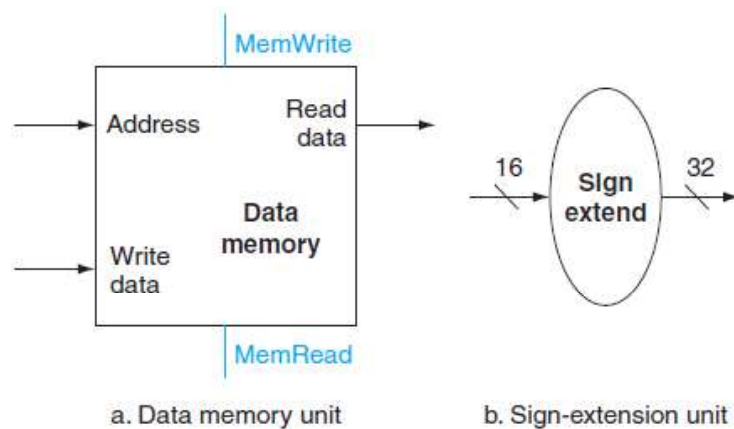 MemWrite
Address
Read
data
Data
memory
Write
data
MemRead
a. Data memory unit
16
Sign
extend
32
b. Sign-extension unit